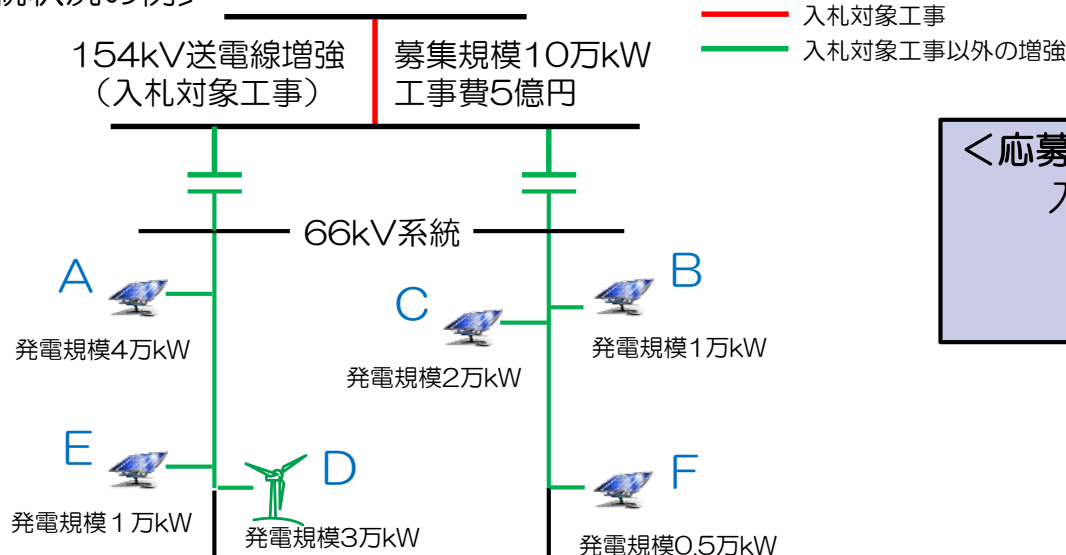 入札対象工事
入札対象工事以外の増強
154kV送電線増強
(入札対象工事)
募集規模10万kW
工事費5億円
<応募
66kV系統
A
発電規模4万kW
B
発電規模1万kW
C
発電規模2万kW
E
発電規模1万kW
D
発電規模3万kW
F
発電規模0.5万kW